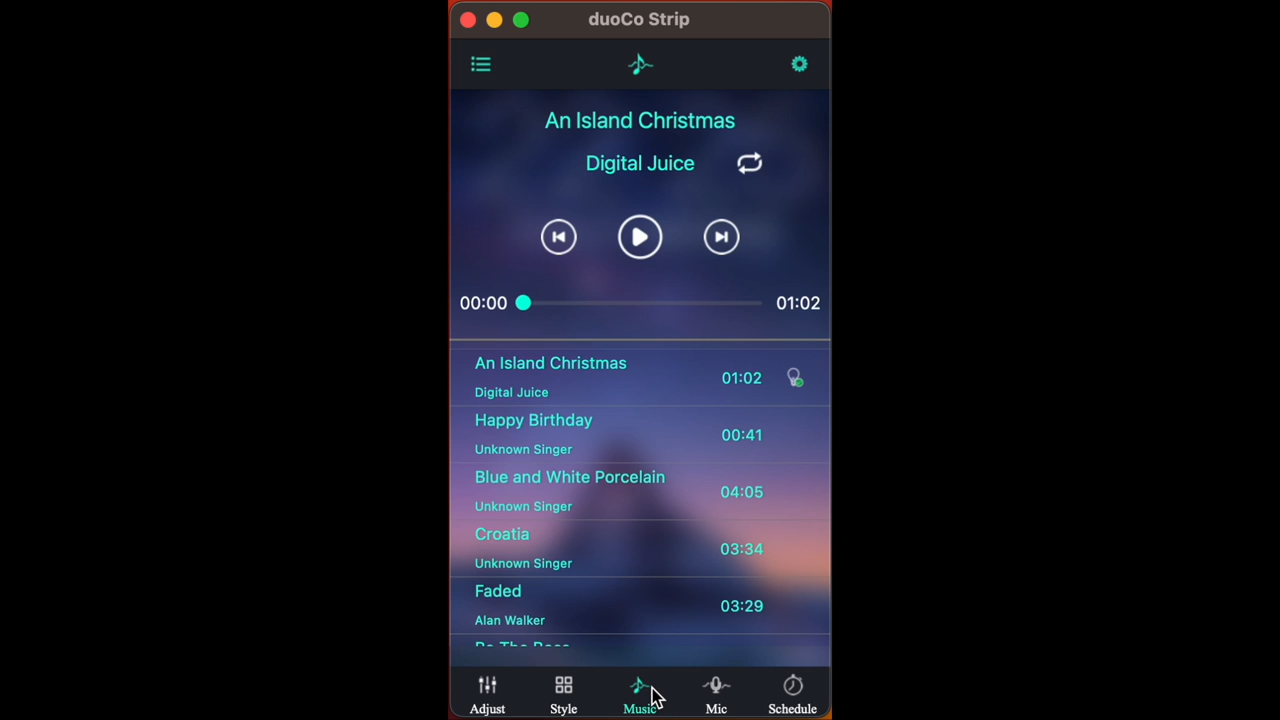 duoCo Strip
An Island Christmas
Digital Juice
00:00 01:02
An Island Christmas
Digital Juice
01:02
Happy Birthday
Unknown Singer
00:41
Blue and White Porcelain
Unknown Singer
04:05
Croatia
Unknown Singer
03:34
Faded
Alan Walker
03:29
Adjust Style Music Mic Schedule